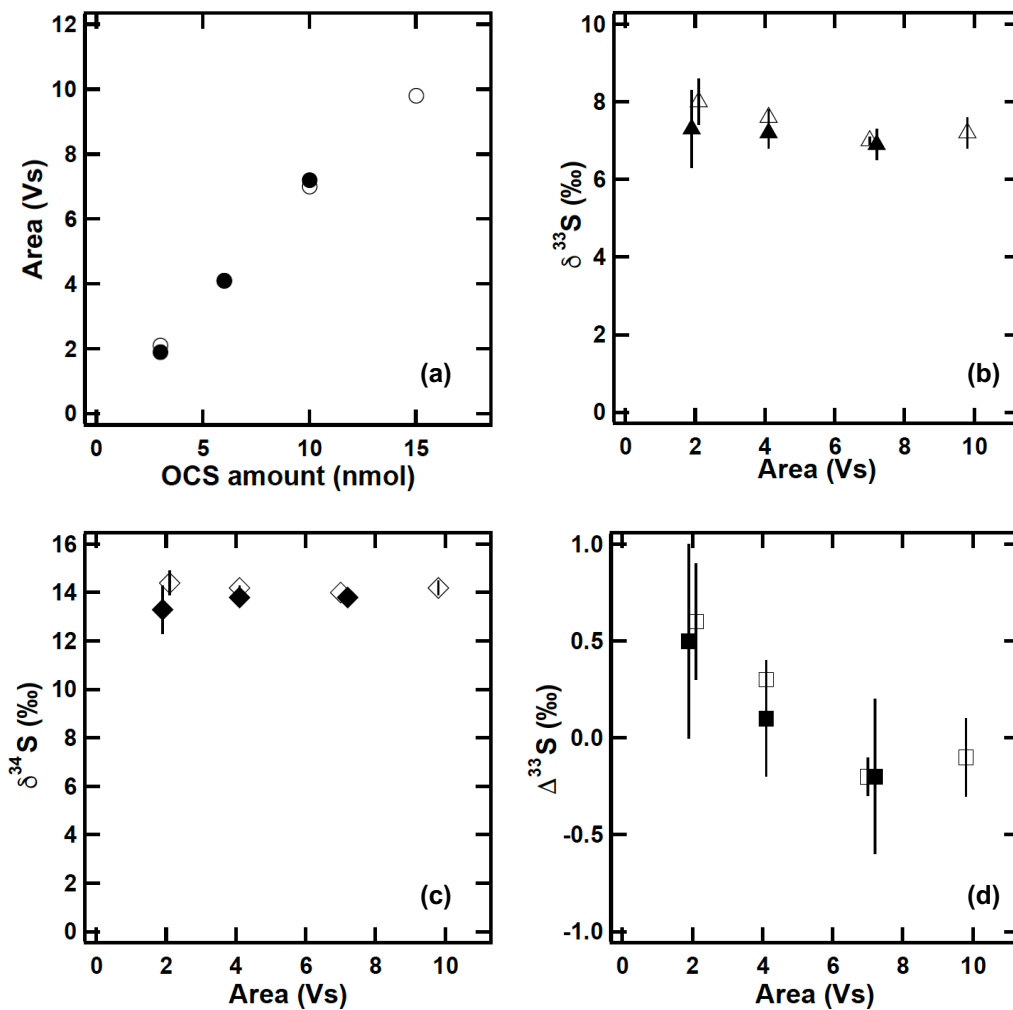 12
10
8
6
4
2
0
Area (Vs)
(a)
0 5 10 15
OCS amount (nmol)
10
8
6
4
2
0
δ 33S (‰)
(b)
0 2 4 6 8 10
Area (Vs)
16
14
12
10
8
6
4
2
0
δ34S (‰)
(c)
0 2 4 6 8 10
Area (Vs)
1.0
0.5
0.0
-0.5
-1.0
Δ 33S (‰)
(d)
0 2 4 6 8 10
Area (Vs)